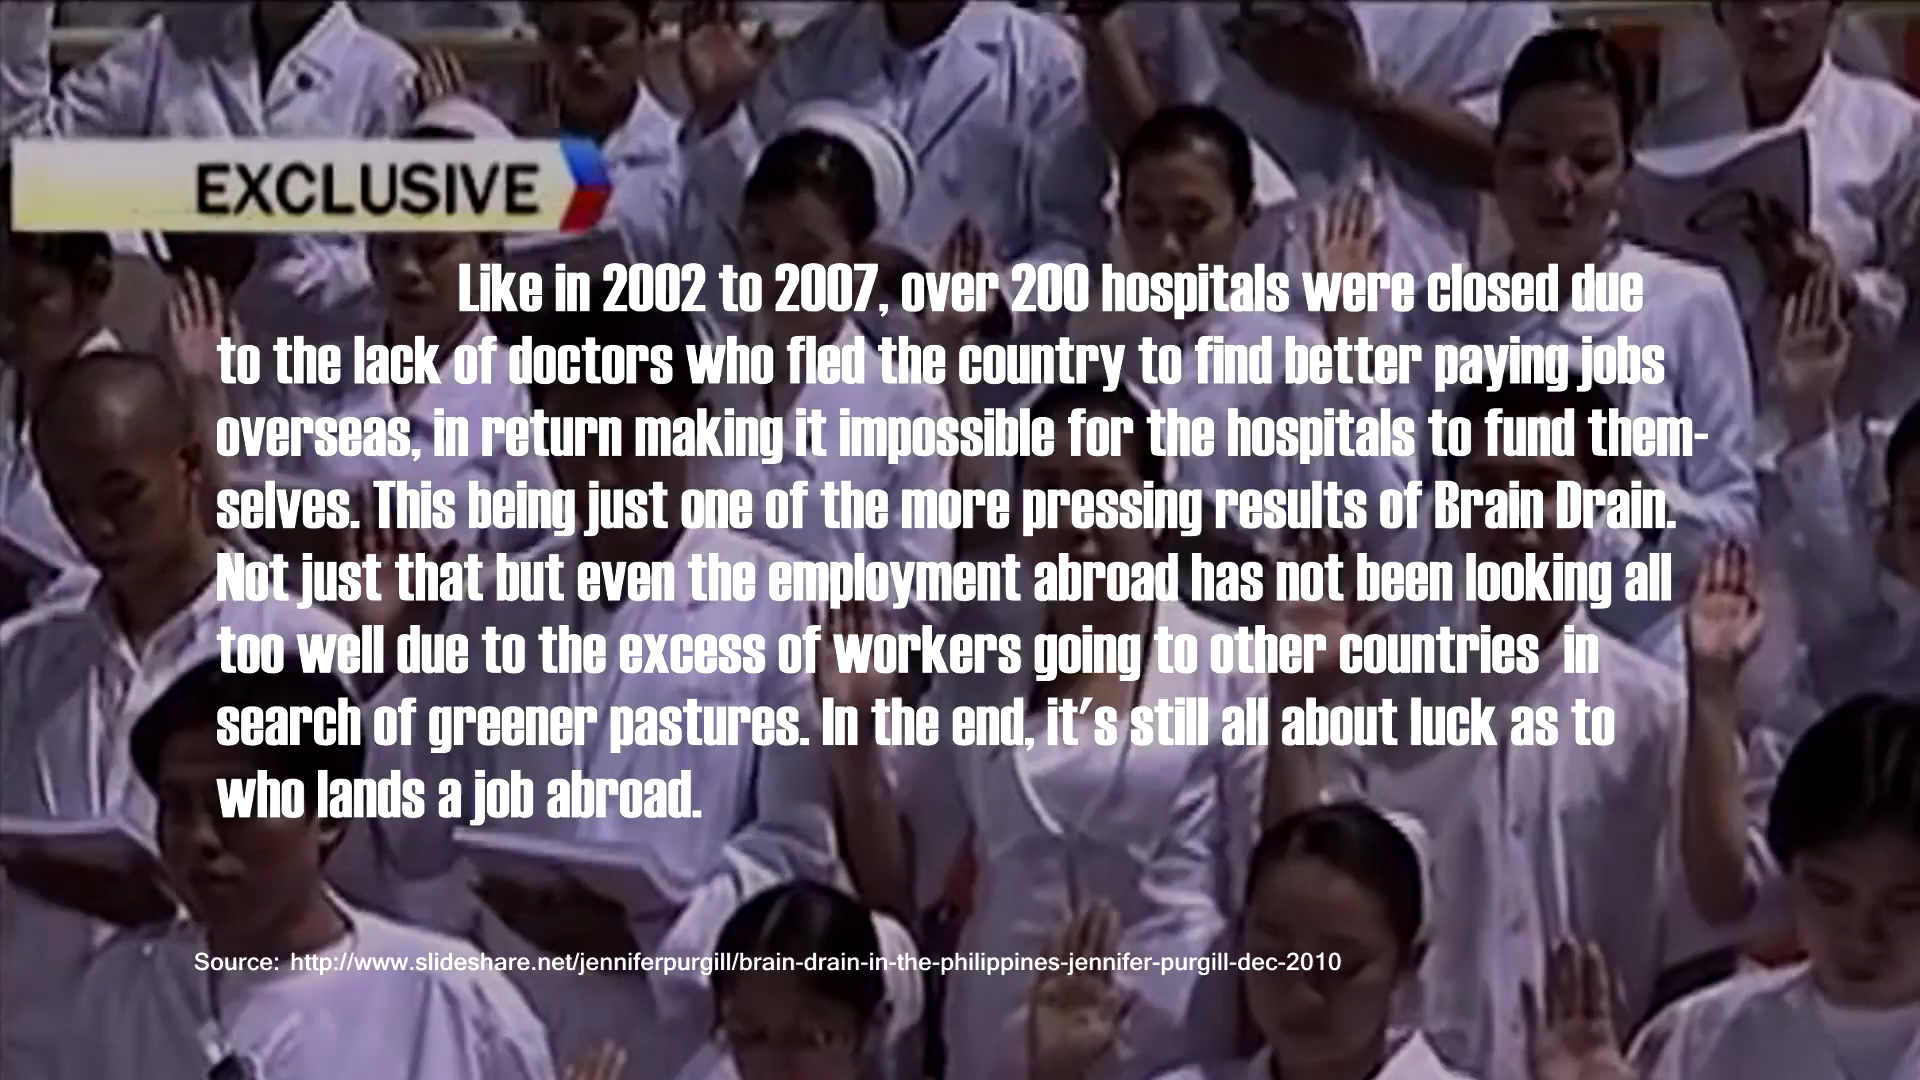 EXCLUSIVE
Like in 2002 to 2007, over 200 hospitals were closed due
to the lack of doctors who fled the country to find better paying jobs
overseas, in return making it impossible for the hospitals to fund them-
selves. This being just one of the more pressing results of Brain Drain.
Not just that but even the employment abroad has not been looking all
too well due to the excess of workers going to other countries  in
search of greener pastures. In the end, it's still all about luck as to
who lands a job abroad.
Source: http://www.slideshare.net/jenniferpurgill/brain-drain-in-the-philippines-jennifer-purgill-dec-2010